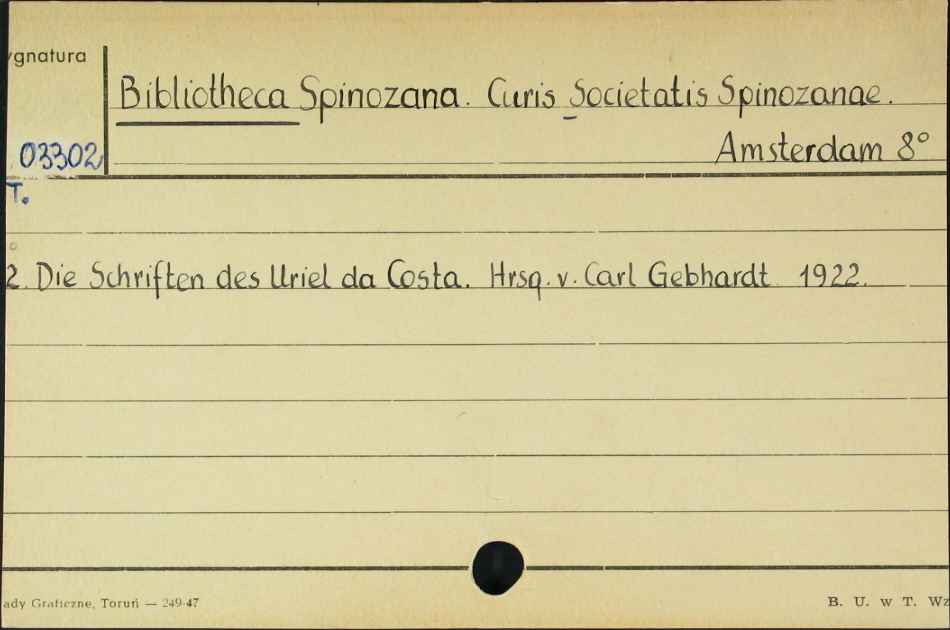 ygnatura
Bibliotheca Spinozana. Curis Societatis Spinozanae.
03302
Amsterdam 8°
T.
2. Die Schriften des Uriel da Costa. Hrsg. v. Carl Gebhardt 1922.
ady Graficzne, Toruń — 249-47
B. U. w T. Wz